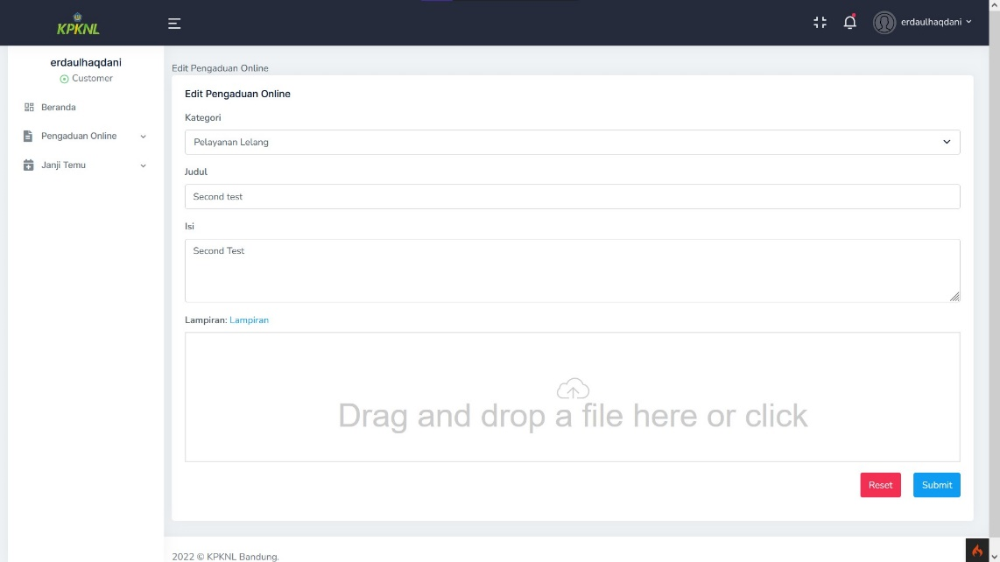 KPKNL
erdaulhaqdani
erdaulhaqdani
Customer
Beranda
Pengaduan Online
Janji Temu
Edit Pengaduan Online
Edit Pengaduan Online
Kategori
Pelayanan Lelang
Judul
Second test
Isi
Second Test
Lampiran: Lampiran
Drag and drop a file here or click
Reset
Submit
2022 © KPKNL Bandung.